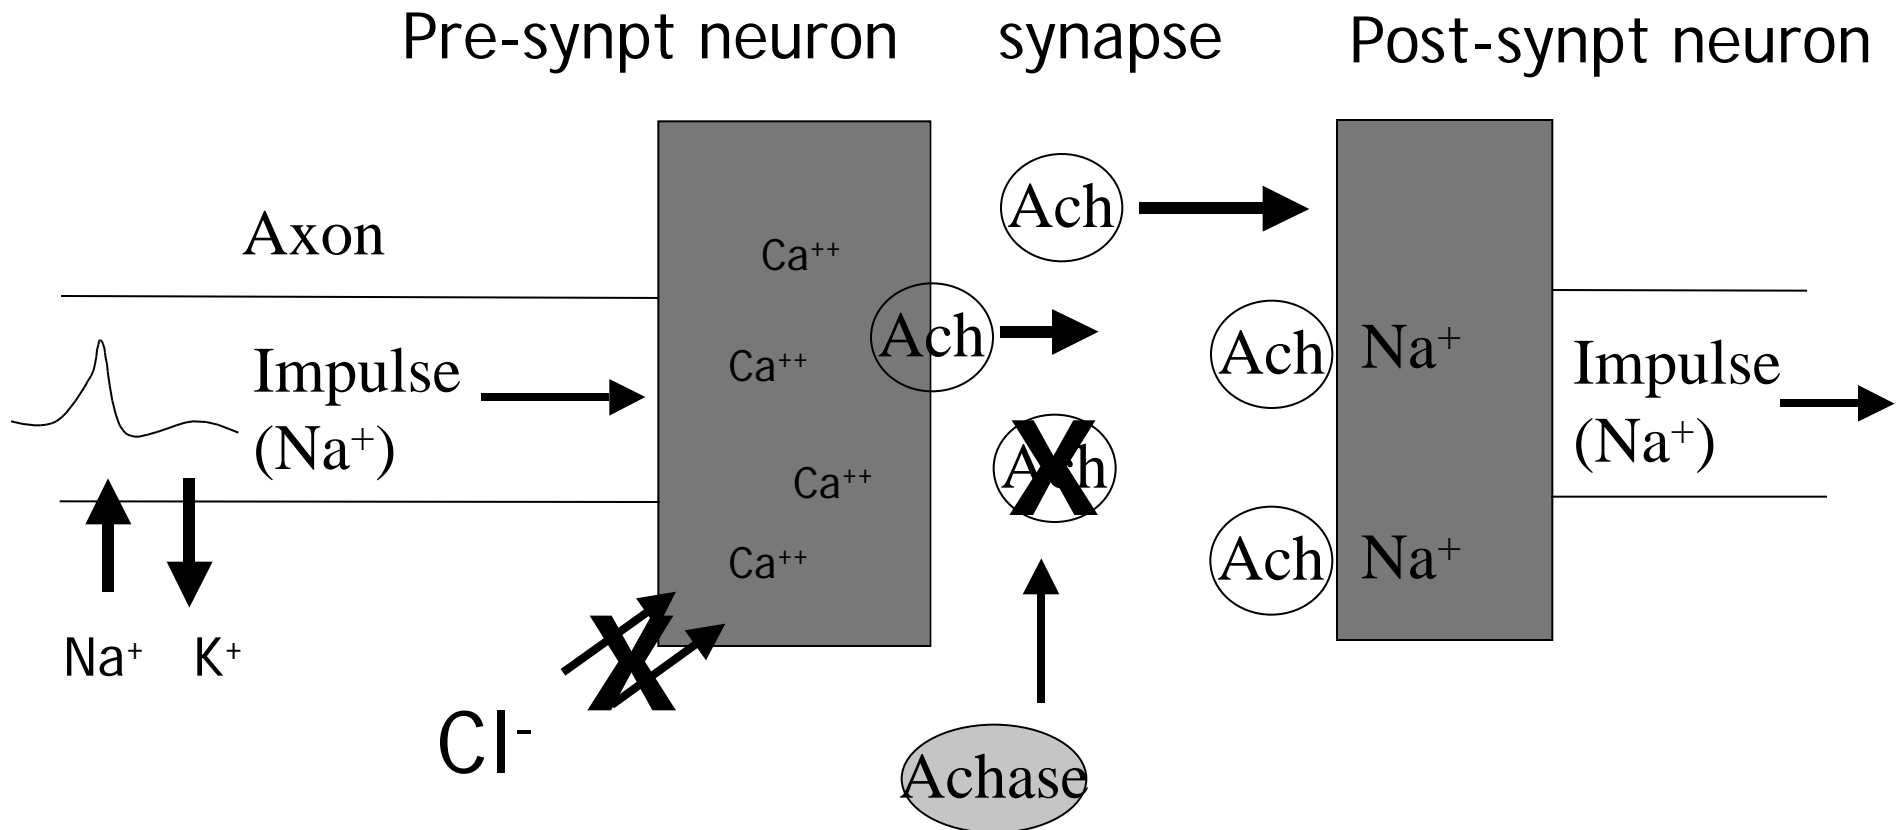 Pre-synpt neuron synapse Post-synpt neuron
Axon
Impulse
(Na⁺)
Na⁺ K⁺
Ca⁺⁺
Ca⁺⁺
Ca⁺⁺
Ca⁺⁺
Cl⁻
X
Ach
Ach
Ach
X
Achase
Ach
Ach
Na⁺
Na⁺
Impulse
(Na⁺)